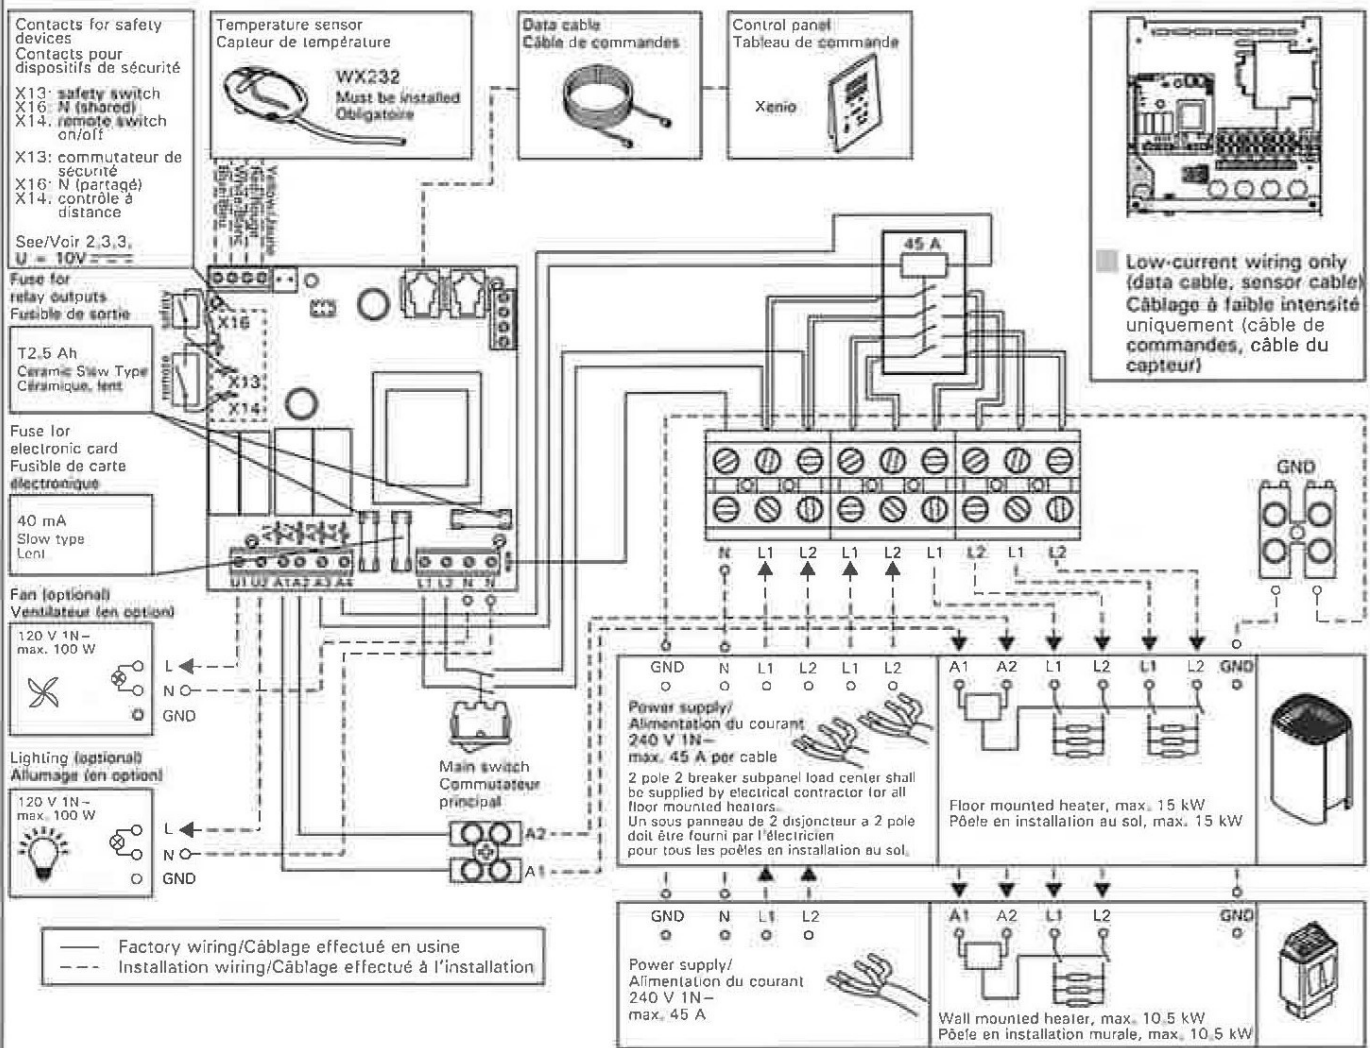 Contacts for safety
devices
Contacts pour
dispositifs de sécurité
X13: safety switch
X16: N (shared)
X14. remote switch
on/off
X13: commutateur de
sécurité
X16: N (partagé)
X14. contrôle à
distance
See/Voir 2,3,3,
U = 10V
Temperature sensor
Capteur de température
WX232
Must be installed
Obligatoire
Data cable
Câble de commandes
Control panel
Tableau de commande
Xenio
Low-current wiring only
(data cable, sensor cable)
Câblage à faible intensité
uniquement (câble de
commandes, câble du
capteur)
Blue/Bleu
White/Blanc
Red/Rouge
Yellow/Jaune
45 A
Fuse for
relay outputs
Fusible de sortie
T2.5 Ah
Ceramic Slow Type
Céramique, lent
safety
remote
X16
X13
X14
Fuse for
electronic card
Fusible de carte
électronique
40 mA
Slow type
Lent
A1 A2 A3 A4
U1 U2 A1 A2 A3 A4
L1 L2 N N
N L1 L2 L1 L2 L1 L2 L1 L2
GND
Fan (optional)
Ventilateur (en option)
120 V 1N~
max. 100 W
L
N
GND
Lighting (optional)
Allumage (en option)
120 V 1N~
max. 100 W
L
N
GND
Main switch
Commutateur
principal
A2
A1
GND N L1 L2 L1 L2
Power supply/
Alimentation du courant
240 V 1N~
max. 45 A per cable
2 pole 2 breaker subpanel load center shall
be supplied by electrical contractor for all
floor mounted heaters.
Un sous panneau de 2 disjoncteur a 2 pole
doit être fourni par l'électricien
pour tous les poêles en installation au sol.
A1 A2 L1 L2 L1 L2 GND
Floor mounted heater, max. 15 kW
Pôele en installation au sol, max. 15 kW
GND N L1 L2
Power supply/
Alimentation du courant
240 V 1N~
max. 45 A
A1 A2 L1 L2 GND
Wall mounted heater, max. 10.5 kW
Pôele en installation murale, max. 10.5 kW
Factory wiring/Câblage effectué en usine
Installation wiring/Câblage effectué à l'installation